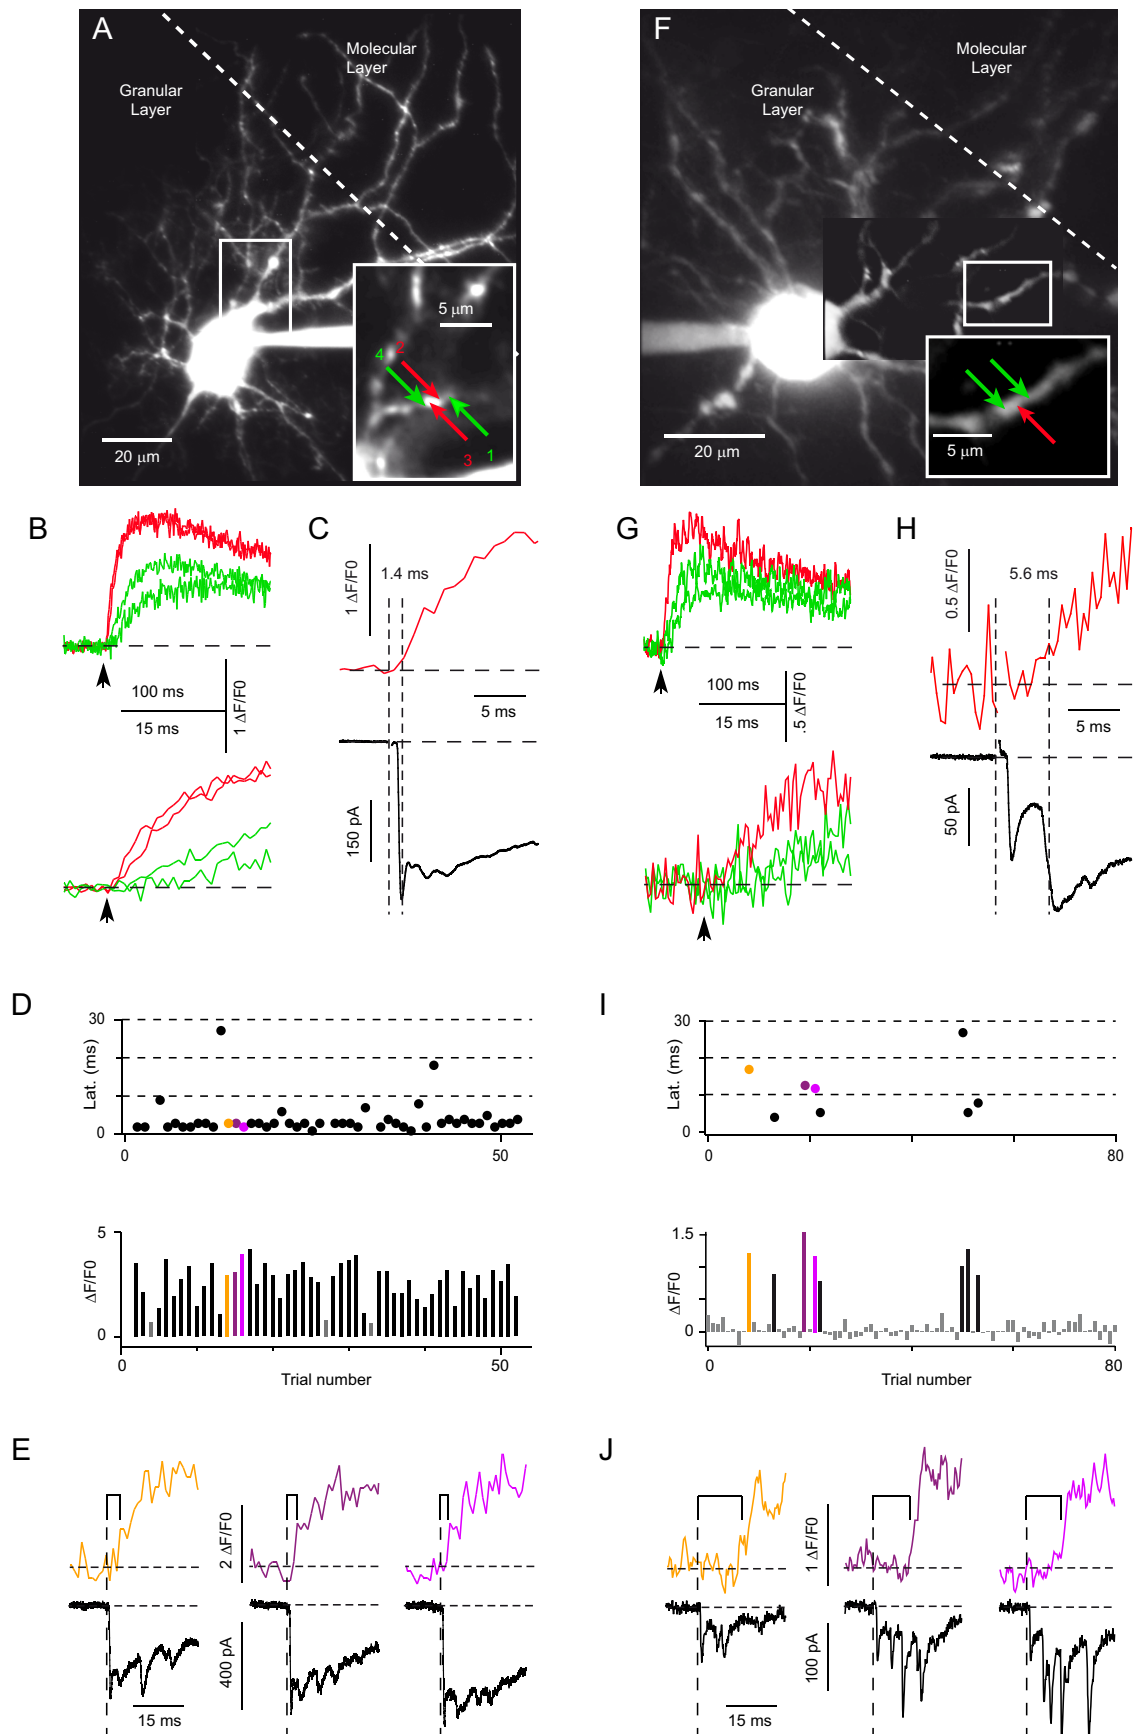 A
Molecular
Layer
Granular
Layer
5 μm
4
2
3
1
20 μm
F
Molecular
Layer
Granular
Layer
20 μm
5 μm
B
100 ms
15 ms
1 ΔF/F0
C
1 ΔF/F0
1.4 ms
5 ms
150 pA
G
100 ms
15 ms
.5 ΔF/F0
H
0.5 ΔF/F0
5.6 ms
5 ms
50 pA
D
30
Lat. (ms)
0
0
50
5
ΔF/F0
0
0
50
Trial number
I
30
Lat. (ms)
0
0
80
1.5
ΔF/F0
0
0
80
Trial number
E
2 ΔF/F0
400 pA
15 ms
J
1 ΔF/F0
100 pA
15 ms